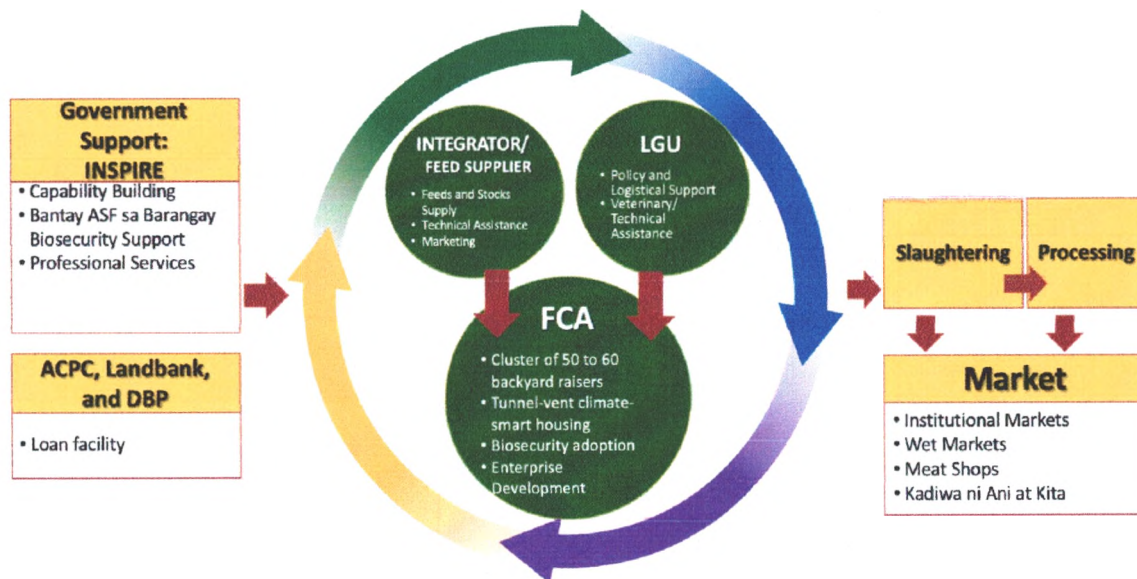 Government
Support:
INSPIRE
• Capability Building
• Bantay ASF sa Barangay
Biosecurity Support
• Professional Services
ACPC, Landbank,
and DBP
• Loan facility
INTEGRATOR/
FEED SUPPLIER
• Feeds and Stocks
Supply
• Technical Assistance
• Marketing
LGU
• Policy and
Logistical Support
• Veterinary/
Technical
Assistance
FCA
• Cluster of 50 to 60
backyard raisers
• Tunnel-vent climate-
smart housing
• Biosecurity adoption
• Enterprise
Development
Slaughtering
Processing
Market
• Institutional Markets
• Wet Markets
• Meat Shops
• Kadiwa ni Ani at Kita